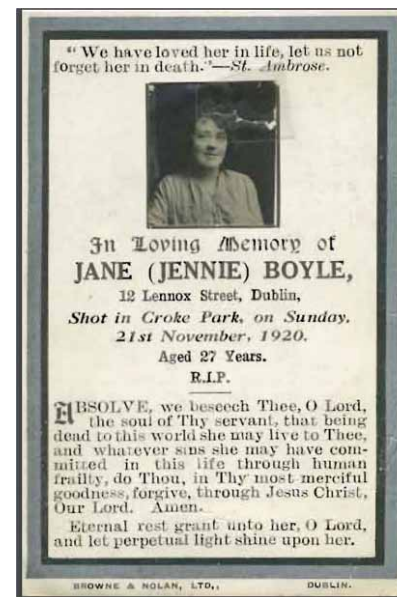 “ We have loved her in life, let us not
forget her in death.”—St. Ambrose.
In Loving Memory of
JANE (JENNIE) BOYLE,
12 Lennox Street, Dublin,
Shot in Croke Park, on Sunday,
21st November, 1920.
Aged 27 Years.
R.I.P.
ABSOLVE, we beseech Thee, O Lord,
the soul of Thy servant, that being
dead to this world she may live to Thee,
and whatever sins she may have com-
mitted in this life through human
frailty, do Thou, in Thy most merciful
goodness, forgive, through Jesus Christ,
Our Lord. Amen.
Eternal rest grant unto her, O Lord,
and let perpetual light shine upon her.
BROWNE & NOLAN, LTD., DUBLIN.